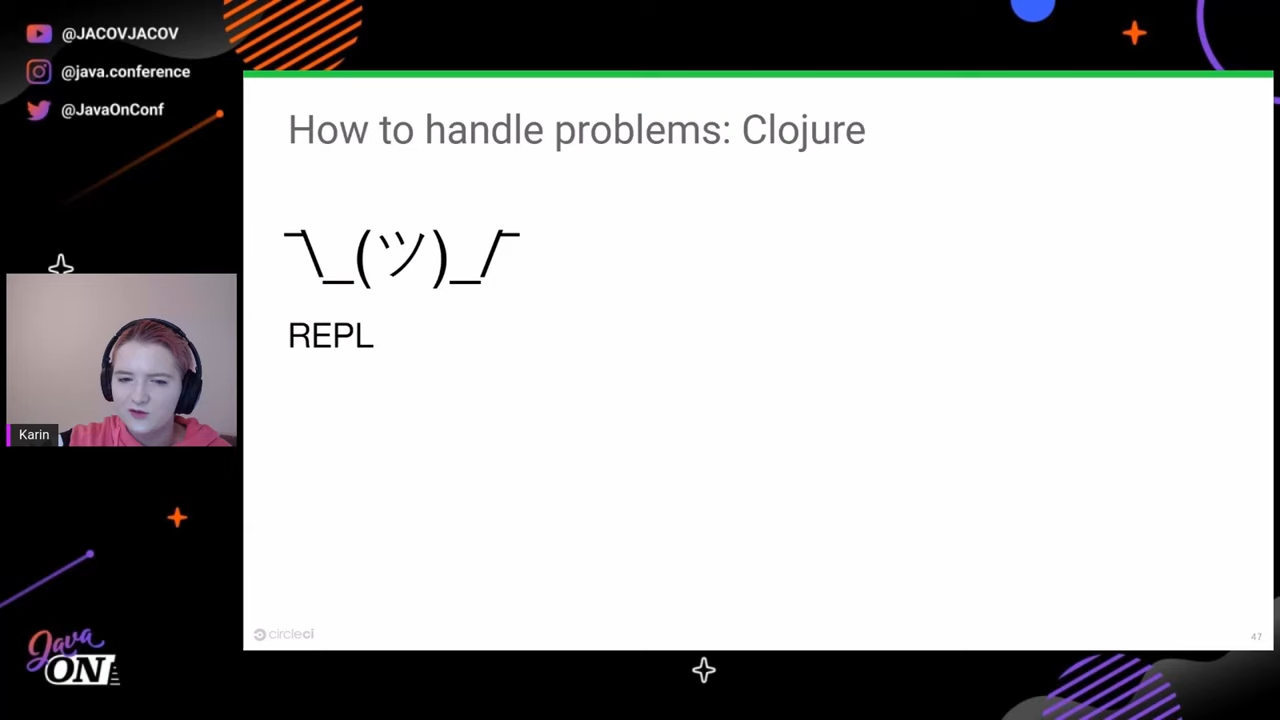 @JACOVJACOV
@java.conference
@JavaOnConf
How to handle problems: Clojure
¯\_(ツ)_/¯
REPL
Karin
circleci
47
Java
ON